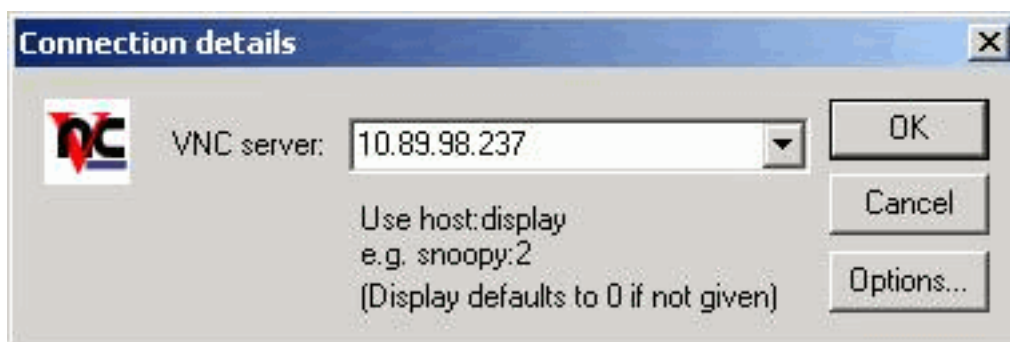 Connection details
VNC
VNC server:
10.89.98.237
OK
Use host:display
Cancel
e.g. snoopy:2
(Display defaults to 0 if not given)
Options...